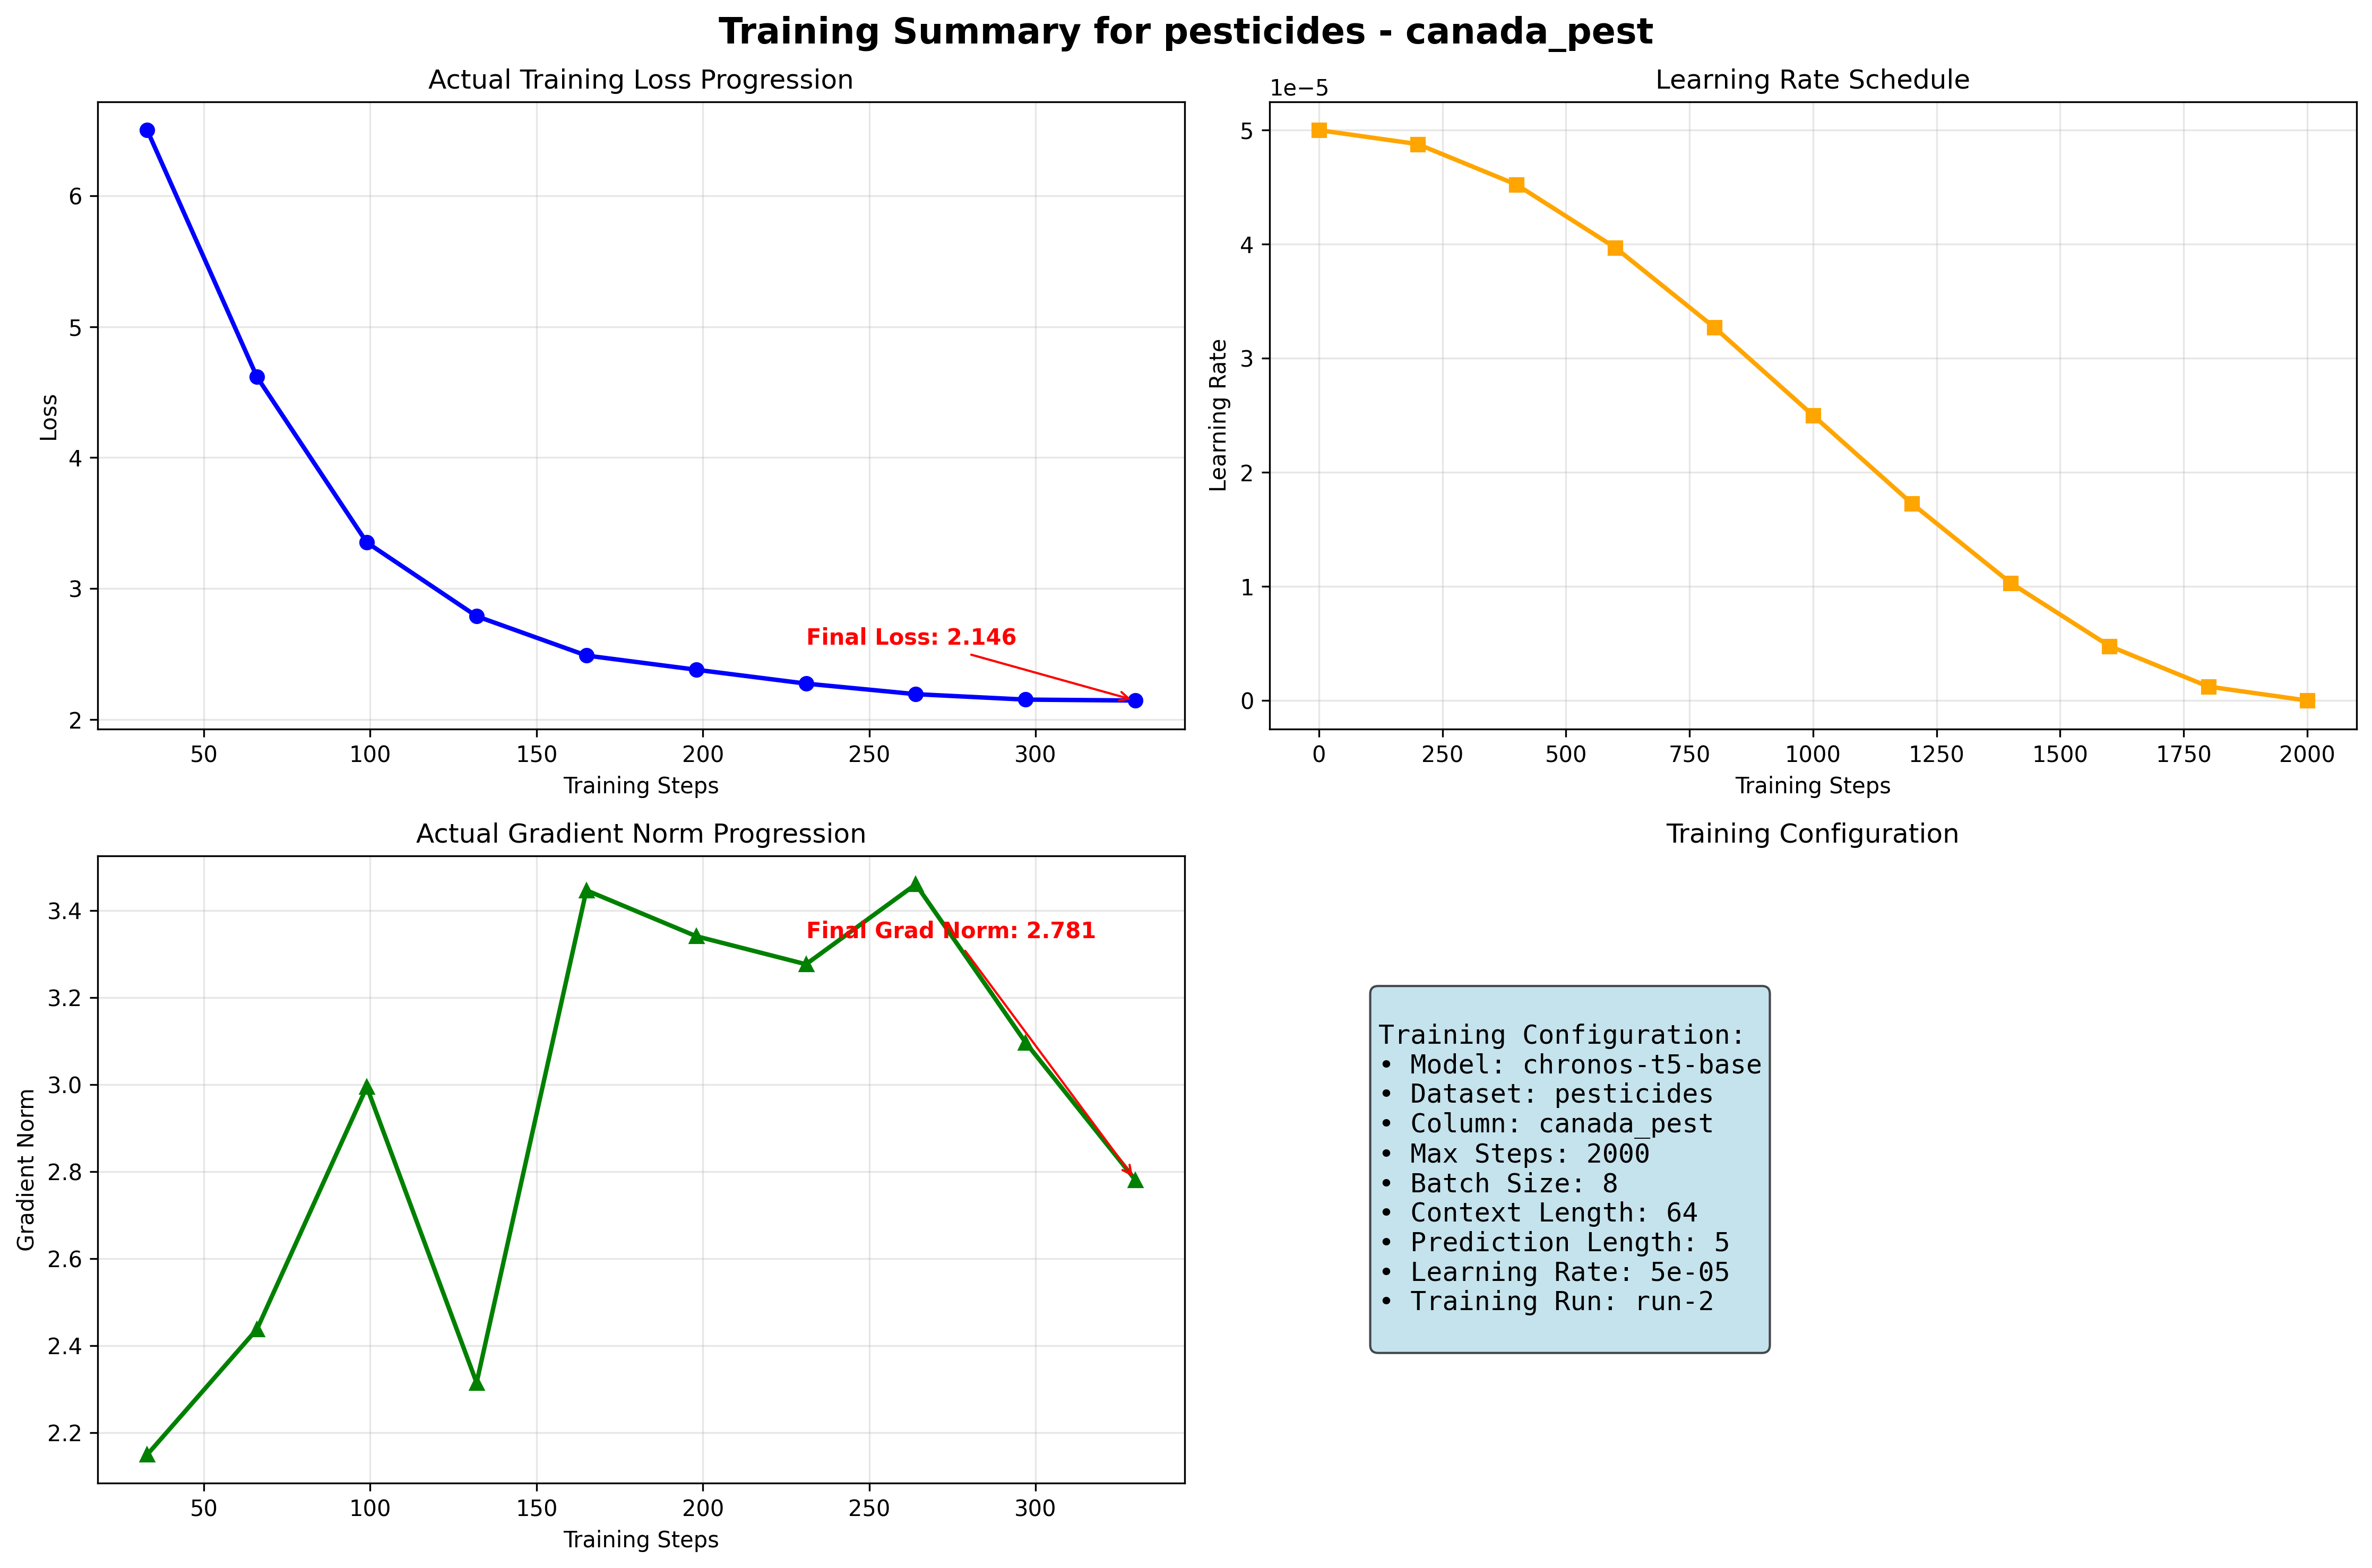 Training Summary for pesticides - canada_pest
Actual Training Loss Progression
Loss
6
5
4
3
2
Final Loss: 2.146
50 100 150 200 250 300
Training Steps
Learning Rate Schedule
1e−5
Learning Rate
5
4
3
2
1
0
0 250 500 750 1000 1250 1500 1750 2000
Training Steps
Actual Gradient Norm Progression
Gradient Norm
3.4
3.2
3.0
2.8
2.6
2.4
2.2
Final Grad Norm: 2.781
50 100 150 200 250 300
Training Steps
Training Configuration
Training Configuration:
• Model: chronos-t5-base
• Dataset: pesticides
• Column: canada_pest
• Max Steps: 2000
• Batch Size: 8
• Context Length: 64
• Prediction Length: 5
• Learning Rate: 5e-05
• Training Run: run-2